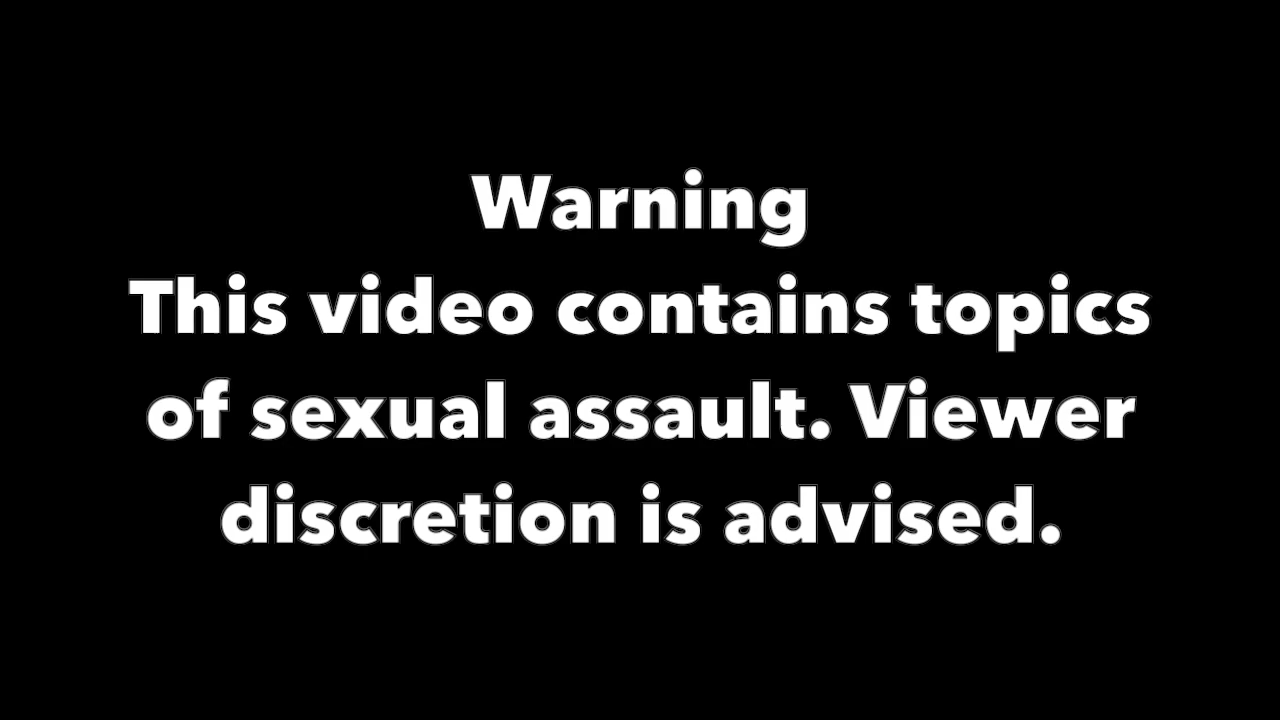 Warning
This video contains topics
of sexual assault. Viewer
discretion is advised.